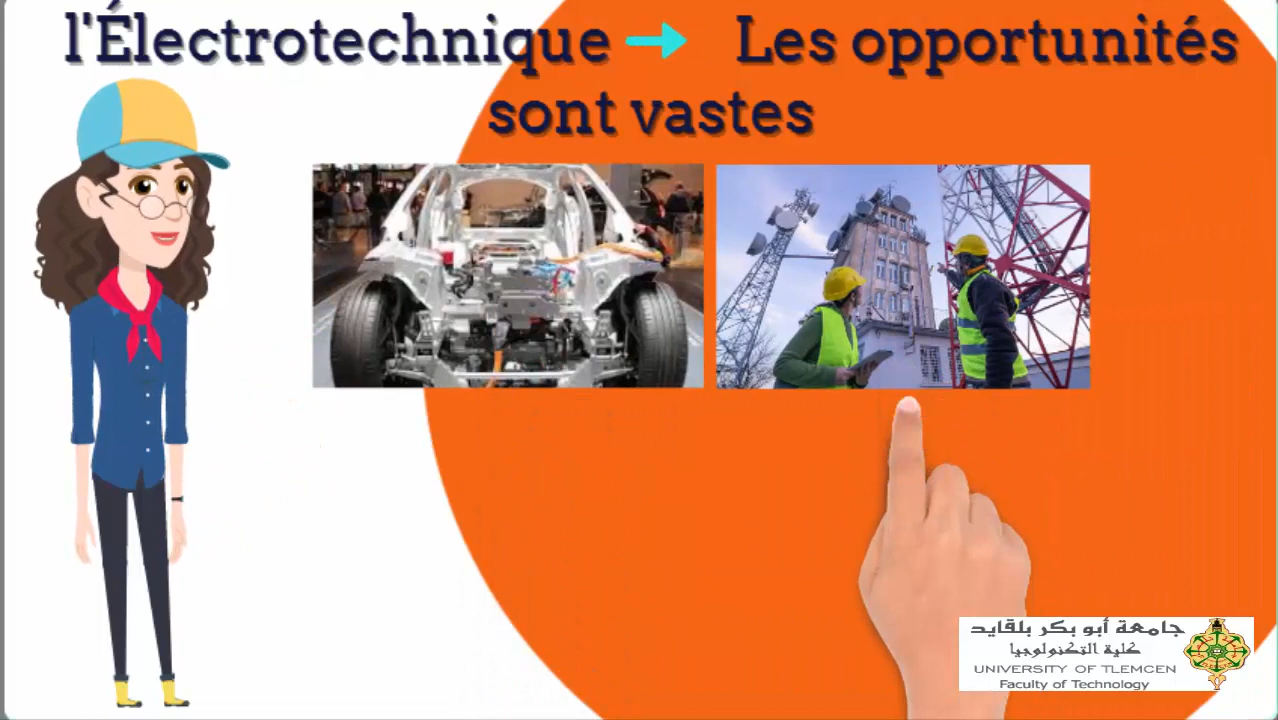 l'Électrotechnique → Les opportunités
sont vastes
جامعة أبو بكر بلقايد
كلية التكنولوجيا
UNIVERSITY OF TLEMCEN
Faculty of Technology